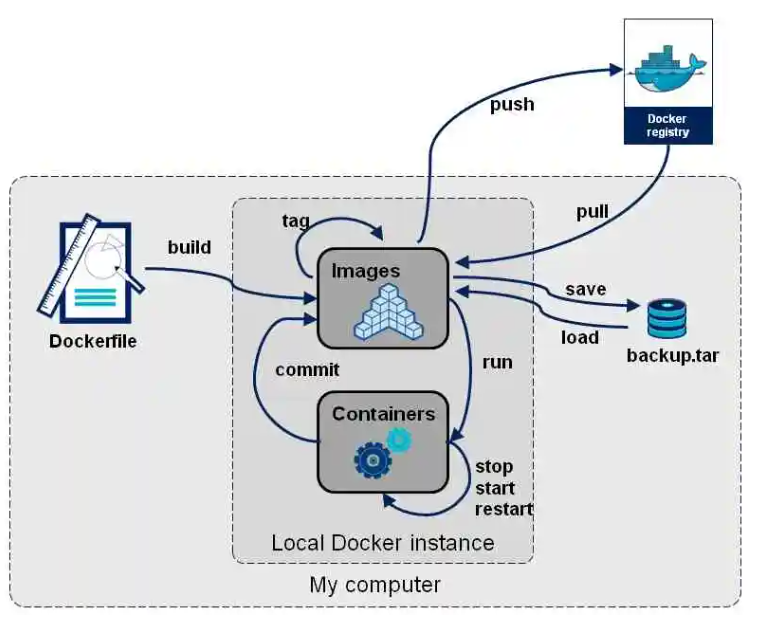 Docker
registry
push
pull
tag
build
Images
save
Dockerfile
load
backup.tar
commit
run
Containers
stop
start
restart
Local Docker instance
My computer